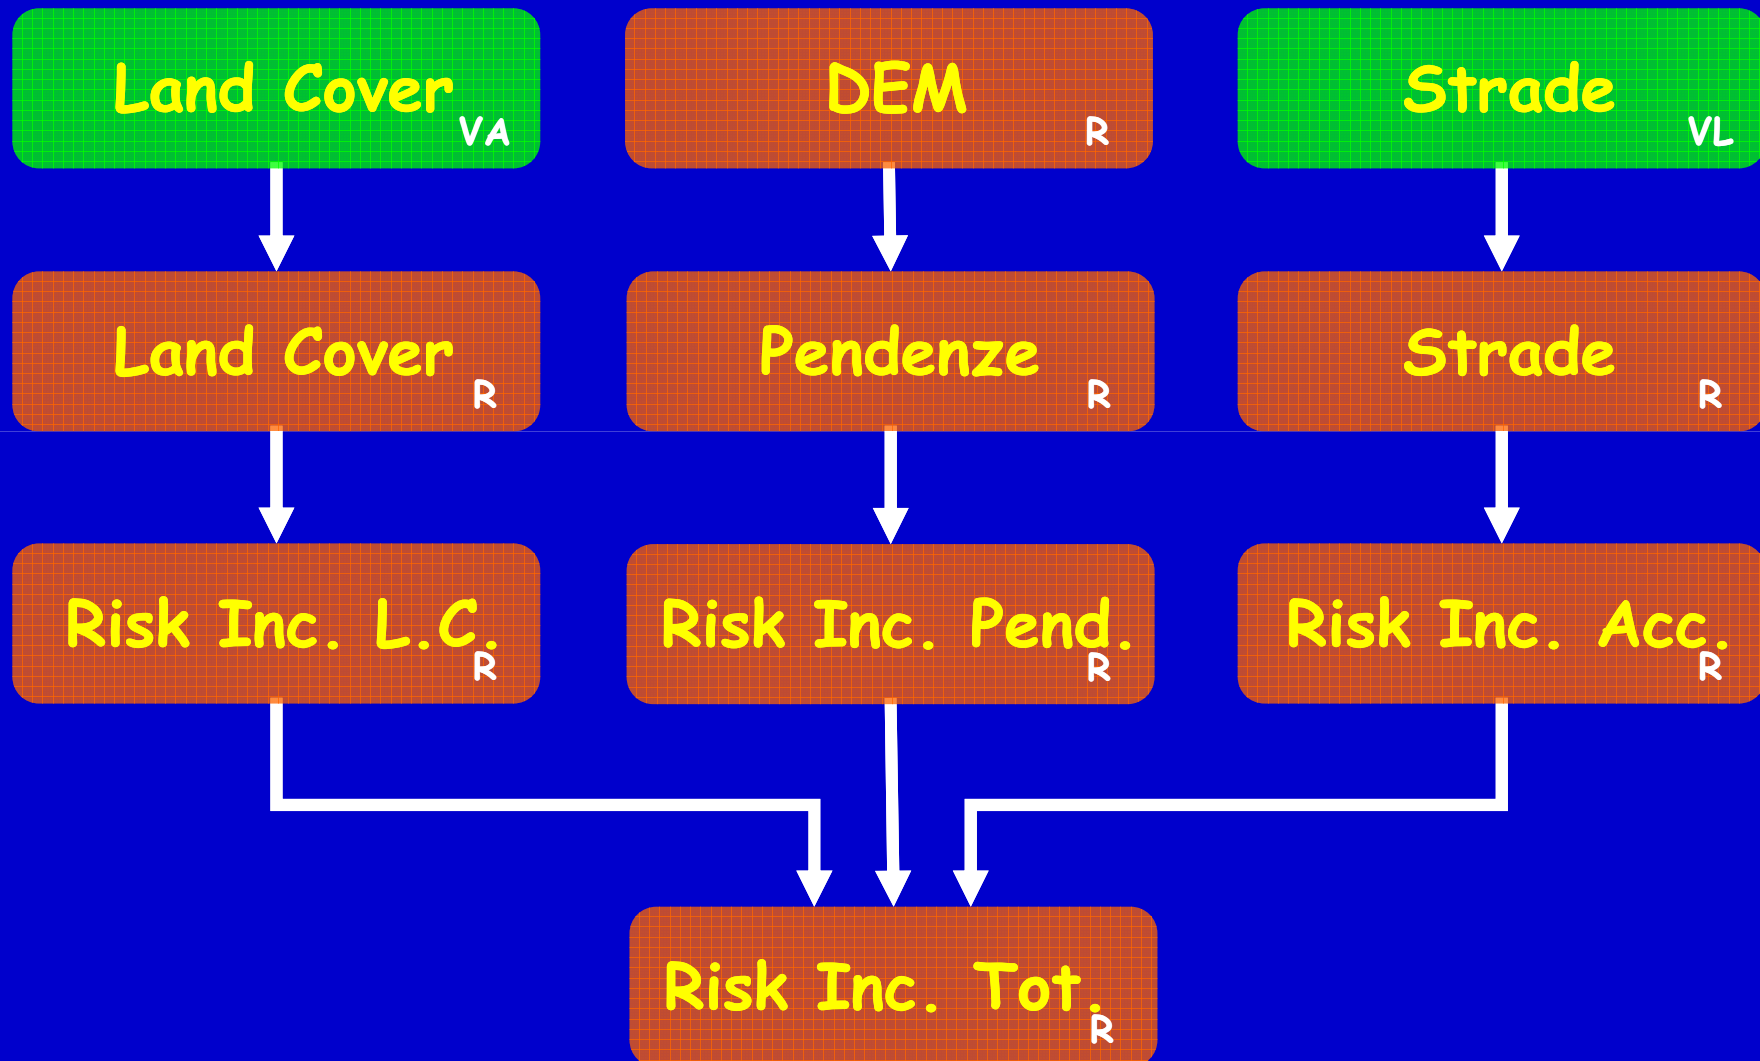 Land Cover
VA
DEM
R
Strade
VL
Land Cover
R
Pendenze
R
Strade
R
Risk Inc. L.C.
R
Risk Inc. Pend.
R
Risk Inc. Acc.
R
Risk Inc. Tot.
R